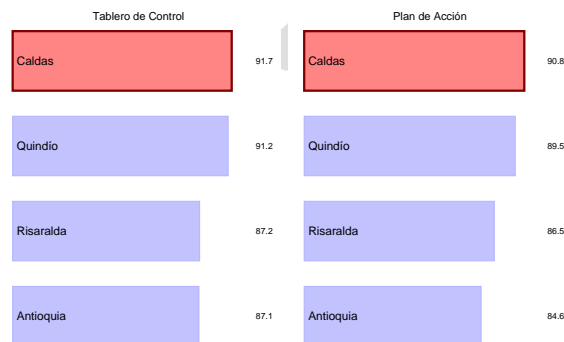 Tablero de Control Plan de Acción
Caldas 91.7 Caldas 90.8
Quindío 91.2 Quindío 89.5
Risaralda 87.2 Risaralda 86.5
Antioquia 87.1 Antioquia 84.6